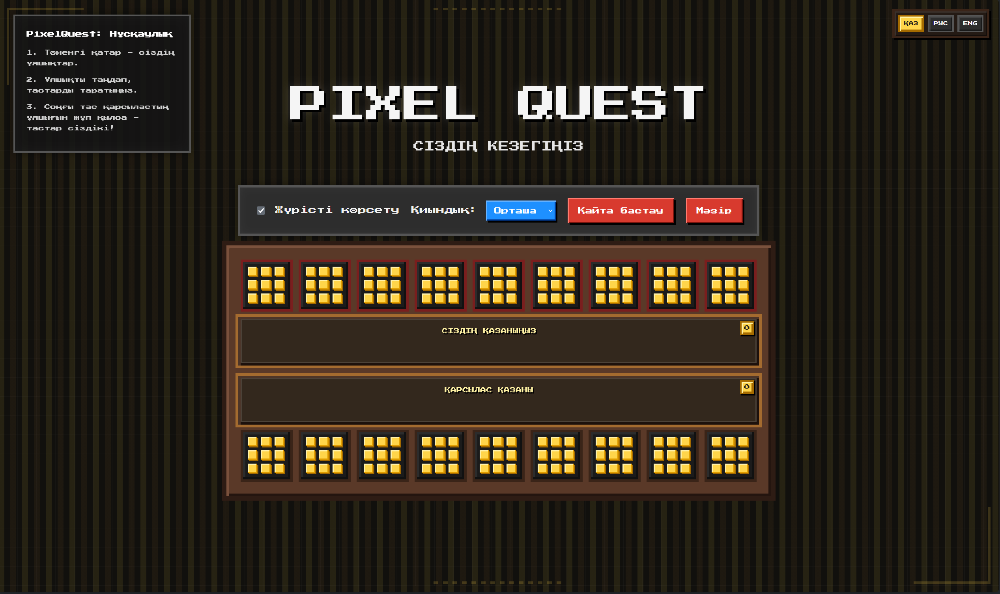 PixelQuest: Нұсқаулық
1. Төменгі қатар - сіздің
ұяшықтар.
2. Ұяшықты таңдап,
тастарды таратыңыз.
3. Соңғы тас қарсыластың
ұяшығын жұп қылса -
тастар сіздікі!
ҚАЗ РУС ENG
PIXEL QUEST
СІЗДІҢ КЕЗЕГІҢІЗ
Жүрісті көрсету Қиындық: Орташа Қайта бастау Мәзір
СІЗДІҢ ҚАЗАНЫҢЫЗ 0
ҚАРСЫЛАС ҚАЗАНЫ 0